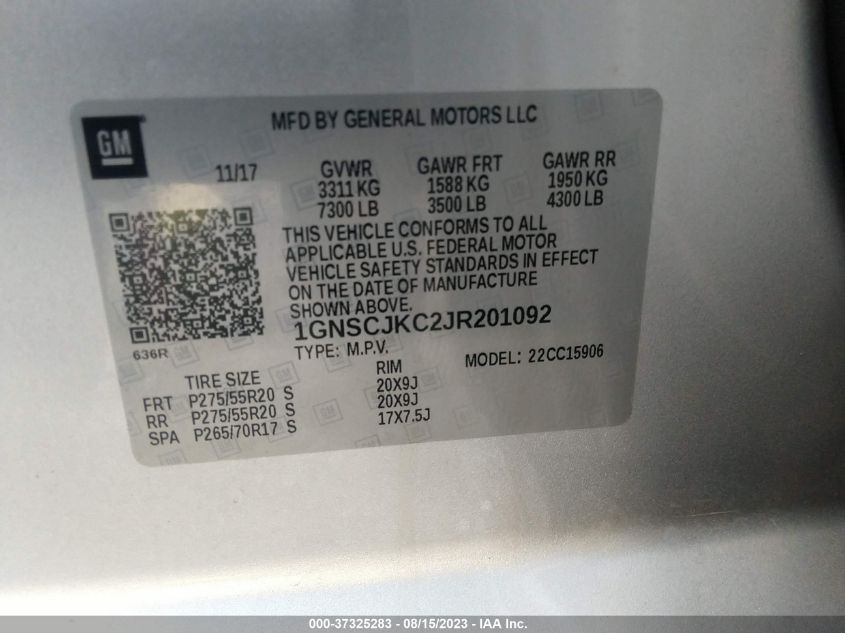 GM
MFD BY GENERAL MOTORS LLC
11/17
GVWR
3311 KG
7300 LB
GAWR FRT
1588 KG
3500 LB
GAWR RR
1950 KG
4300 LB
THIS VEHICLE CONFORMS TO ALL
APPLICABLE U.S. FEDERAL MOTOR
VEHICLE SAFETY STANDARDS IN EFFECT
ON THE DATE OF MANUFACTURE
SHOWN ABOVE.
1GNSCJKC2JR201092
636R
TYPE: M.P.V.
MODEL: 22CC15906
TIRE SIZE RIM
FRT P275/55R20 S 20X9J
RR P275/55R20 S 20X9J
SPA P265/70R17 S 17X7.5J
000-37325283 - 08/15/2023 - IAA Inc.